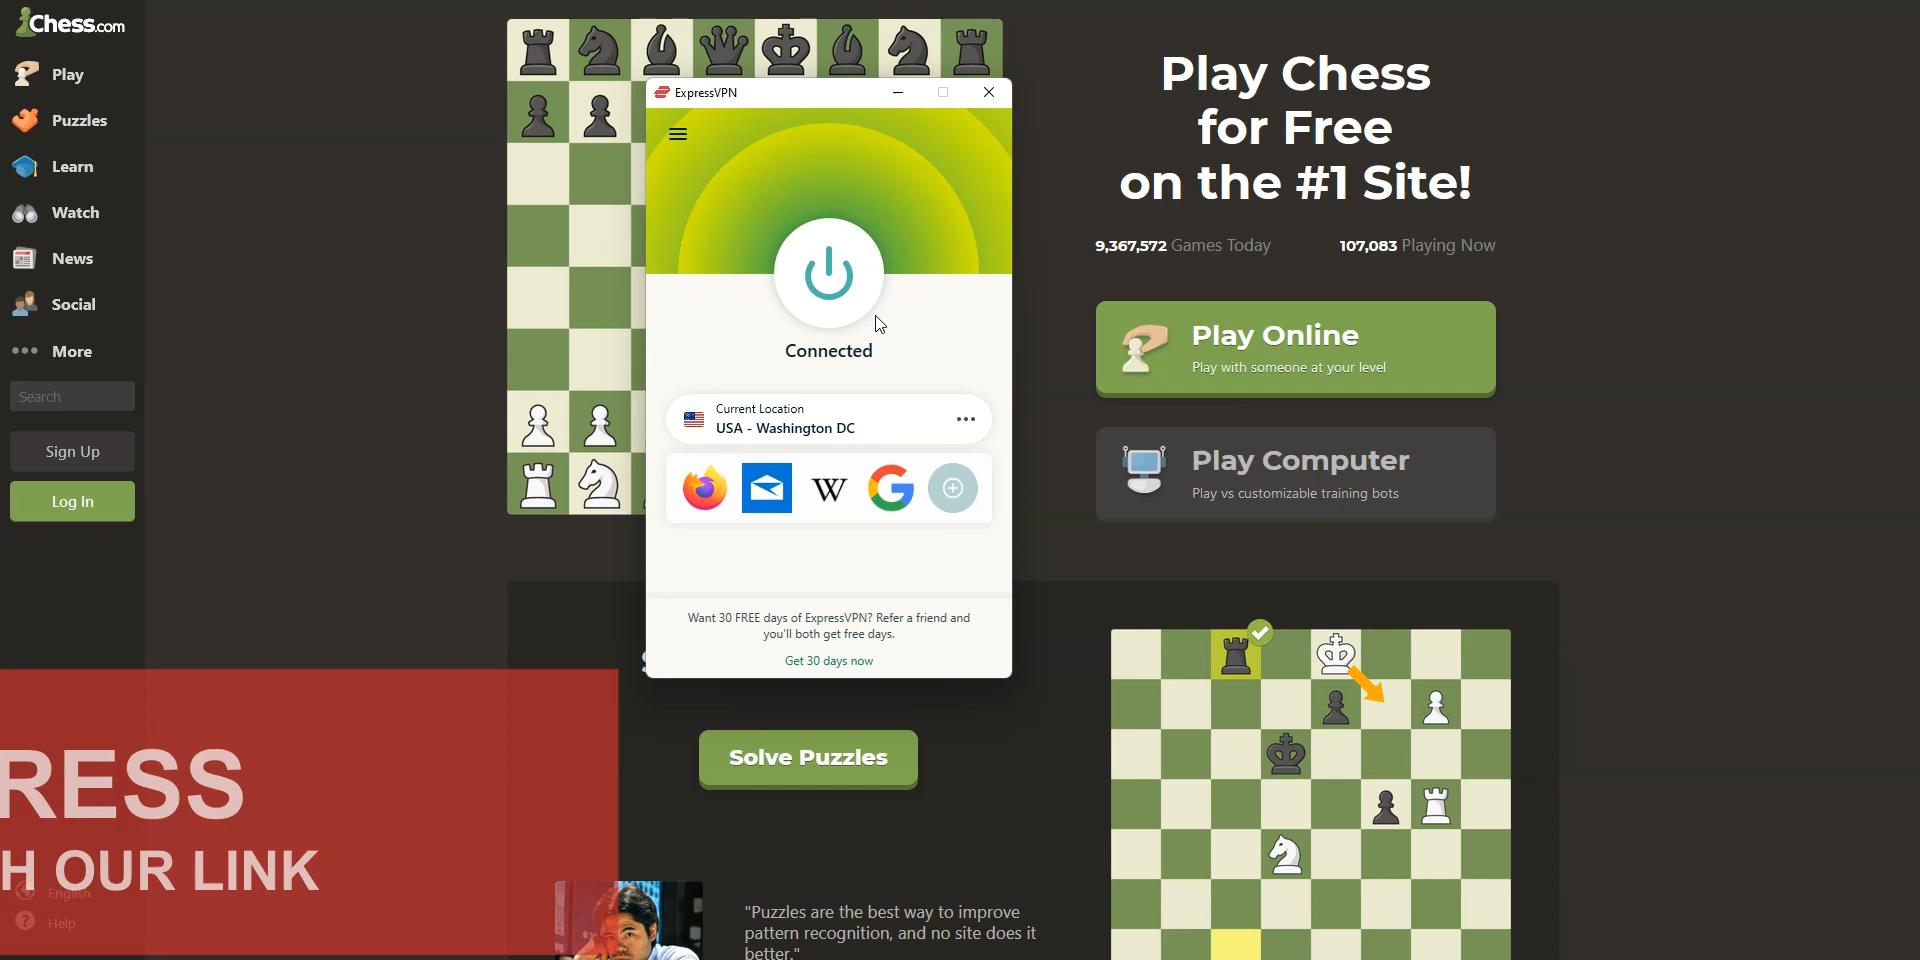 Chess.com
Play
Puzzles
Learn
Watch
News
Social
More
Search
Sign Up
Log In
English
Help
ExpressVPN
Connected
Current Location
USA - Washington DC
W
G
Want 30 FREE days of ExpressVPN? Refer a friend and
you'll both get free days.
Get 30 days now
Play Chess
for Free
on the #1 Site!
9,367,572 Games Today
107,083 Playing Now
Play Online
Play with someone at your level
Play Computer
Play vs customizable training bots
Solve Puzzles
"Puzzles are the best way to improve
pattern recognition, and no site does it
better."
RESS
H OUR LINK